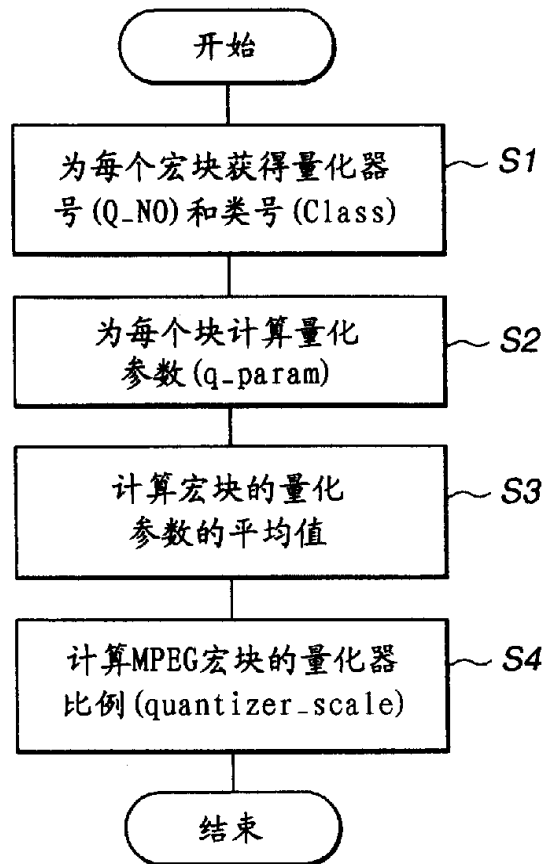 开始
为每个宏块获得量化器
号(Q_NO)和类号(Class)
S1
为每个块计算量化
参数(q_param)
S2
计算宏块的量化
参数的平均值
S3
计算MPEG宏块的量化器
比例(quantizer_scale)
S4
结束